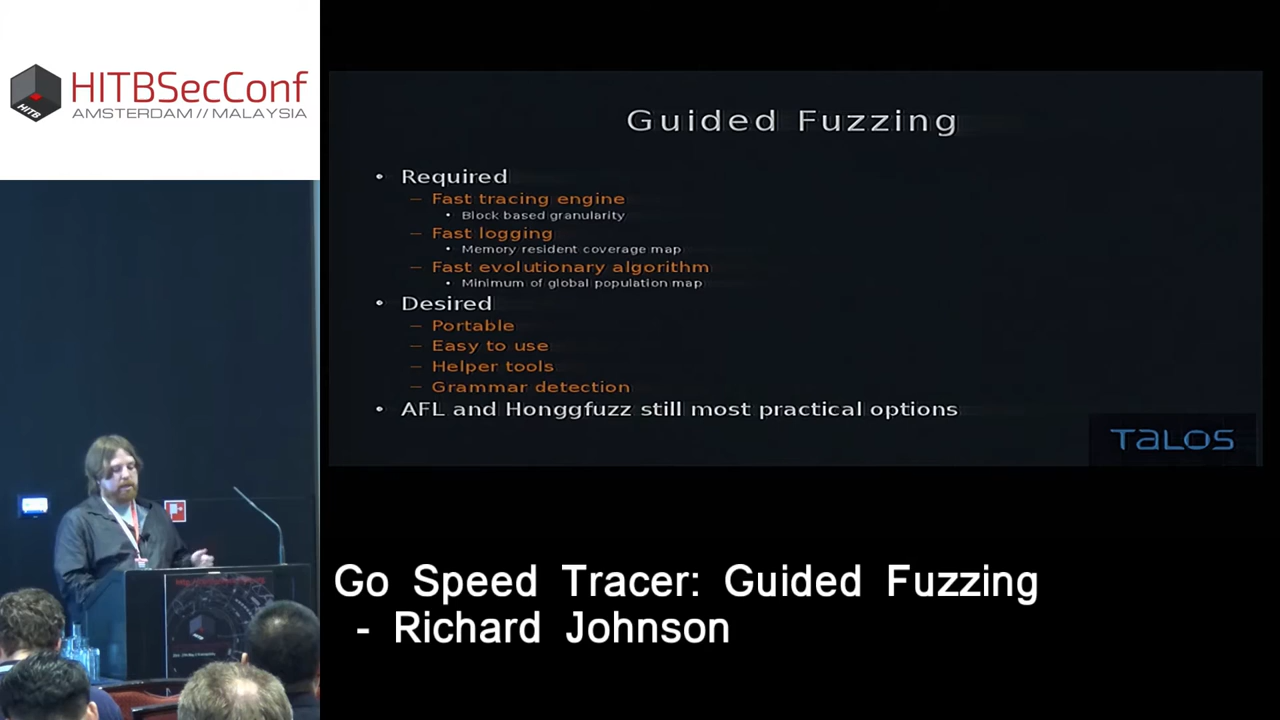 HITBSecConf
AMSTERDAM // MALAYSIA
HITB
Guided Fuzzing
• Required
– Fast tracing engine
• Block based granularity
– Fast logging
• Memory resident coverage map
– Fast evolutionary algorithm
• Minimum of global population map
• Desired
– Portable
– Easy to use
– Helper tools
– Grammar detection
• AFL and Honggfuzz still most practical options
TALOS
Go Speed Tracer: Guided Fuzzing
- Richard Johnson